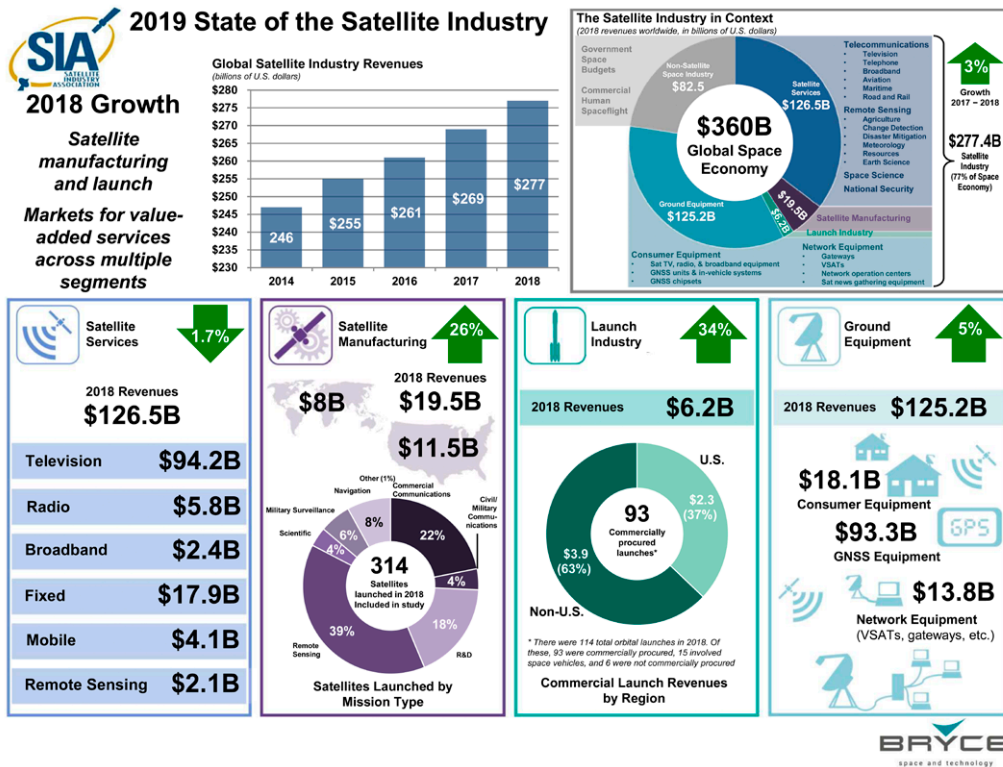 SIA
SATELLITE
INDUSTRY
ASSOCIATION
2019 State of the Satellite Industry
2018 Growth
Satellite
manufacturing
and launch
Markets for value-
added services
across multiple
segments
Global Satellite Industry Revenues
(billions of U.S. dollars)
$280
$275
$270
$265
$260
$255
$250
$245
$240
$235
$230
246
$255
$261
$269
$277
2014
2015
2016
2017
2018
The Satellite Industry in Context
(2018 revenues worldwide, in billions of U.S. dollars)
Government
Space
Budgets
Commercial
Human
Spaceflight
Non-Satellite
Space Industry
$82.5
Satellite
Services
$126.5B
$360B
Global Space
Economy
Ground Equipment
$125.2B
$6.2B
$19.5B
Telecommunications
• Television
• Telephone
• Broadband
• Aviation
• Maritime
• Road and Rail
Remote Sensing
• Agriculture
• Change Detection
• Disaster Mitigation
• Meteorology
• Resources
• Earth Science
Space Science
National Security
Satellite Manufacturing
Launch Industry
Consumer Equipment
• Sat TV, radio, & broadband equipment
• GNSS units & in-vehicle systems
• GNSS chipsets
Network Equipment
• Gateways
• VSATs
• Network operation centers
• Sat news gathering equipment
3%
Growth
2017 – 2018
$277.4B
Satellite
Industry
(77% of Space
Economy)
Satellite
Services
1.7%
2018 Revenues
$126.5B
Television $94.2B
Radio $5.8B
Broadband $2.4B
Fixed $17.9B
Mobile $4.1B
Remote Sensing $2.1B
Satellite
Manufacturing
26%
2018 Revenues
$8B
$19.5B
$11.5B
Other (1%)
Navigation
Commercial
Communications
Civil/
Military
Commu-
nications
Military Surveillance
Scientific
8%
22%
6%
4%
4%
18%
39%
314
Satellites
launched in 2018
Included in study
Remote
Sensing
R&D
Satellites Launched by
Mission Type
Launch
Industry
34%
2018 Revenues $6.2B
U.S.
$2.3
(37%)
93
Commercially
procured
launches*
$3.9
(63%)
Non-U.S.
* There were 114 total orbital launches in 2018. Of
these, 93 were commercially procured, 15 involved
space vehicles, and 6 were not commercially procured
Commercial Launch Revenues
by Region
Ground
Equipment
5%
2018 Revenues $125.2B
$18.1B
Consumer Equipment
$93.3B
GPS
GNSS Equipment
$13.8B
Network Equipment
(VSATs, gateways, etc.)
BRYCE
space and technology